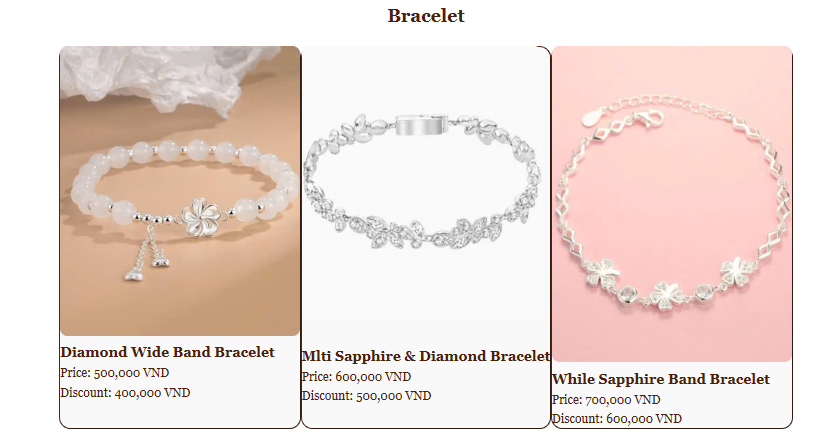 Bracelet
Diamond Wide Band Bracelet
Price: 500,000 VND
Discount: 400,000 VND
Mlti Sapphire & Diamond Bracelet
Price: 600,000 VND
Discount: 500,000 VND
While Sapphire Band Bracelet
Price: 700,000 VND
Discount: 600,000 VND